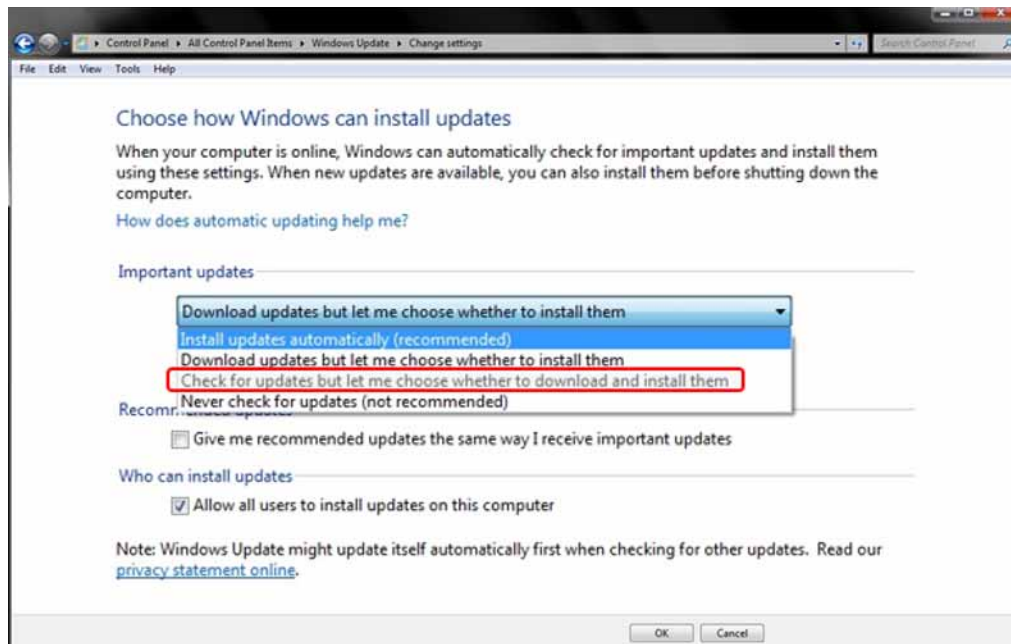 Control Panel ▸ All Control Panel Items ▸ Windows Update ▸ Change settings
Search Control Panel
File Edit View Tools Help
Choose how Windows can install updates
When your computer is online, Windows can automatically check for important updates and install them
using these settings. When new updates are available, you can also install them before shutting down the
computer.
How does automatic updating help me?
Important updates
Download updates but let me choose whether to install them
Install updates automatically (recommended)
Download updates but let me choose whether to install them
Check for updates but let me choose whether to download and install them
Never check for updates (not recommended)
Give me recommended updates the same way I receive important updates
Who can install updates
Allow all users to install updates on this computer
Note: Windows Update might update itself automatically first when checking for other updates. Read our
privacy statement online.
OK Cancel